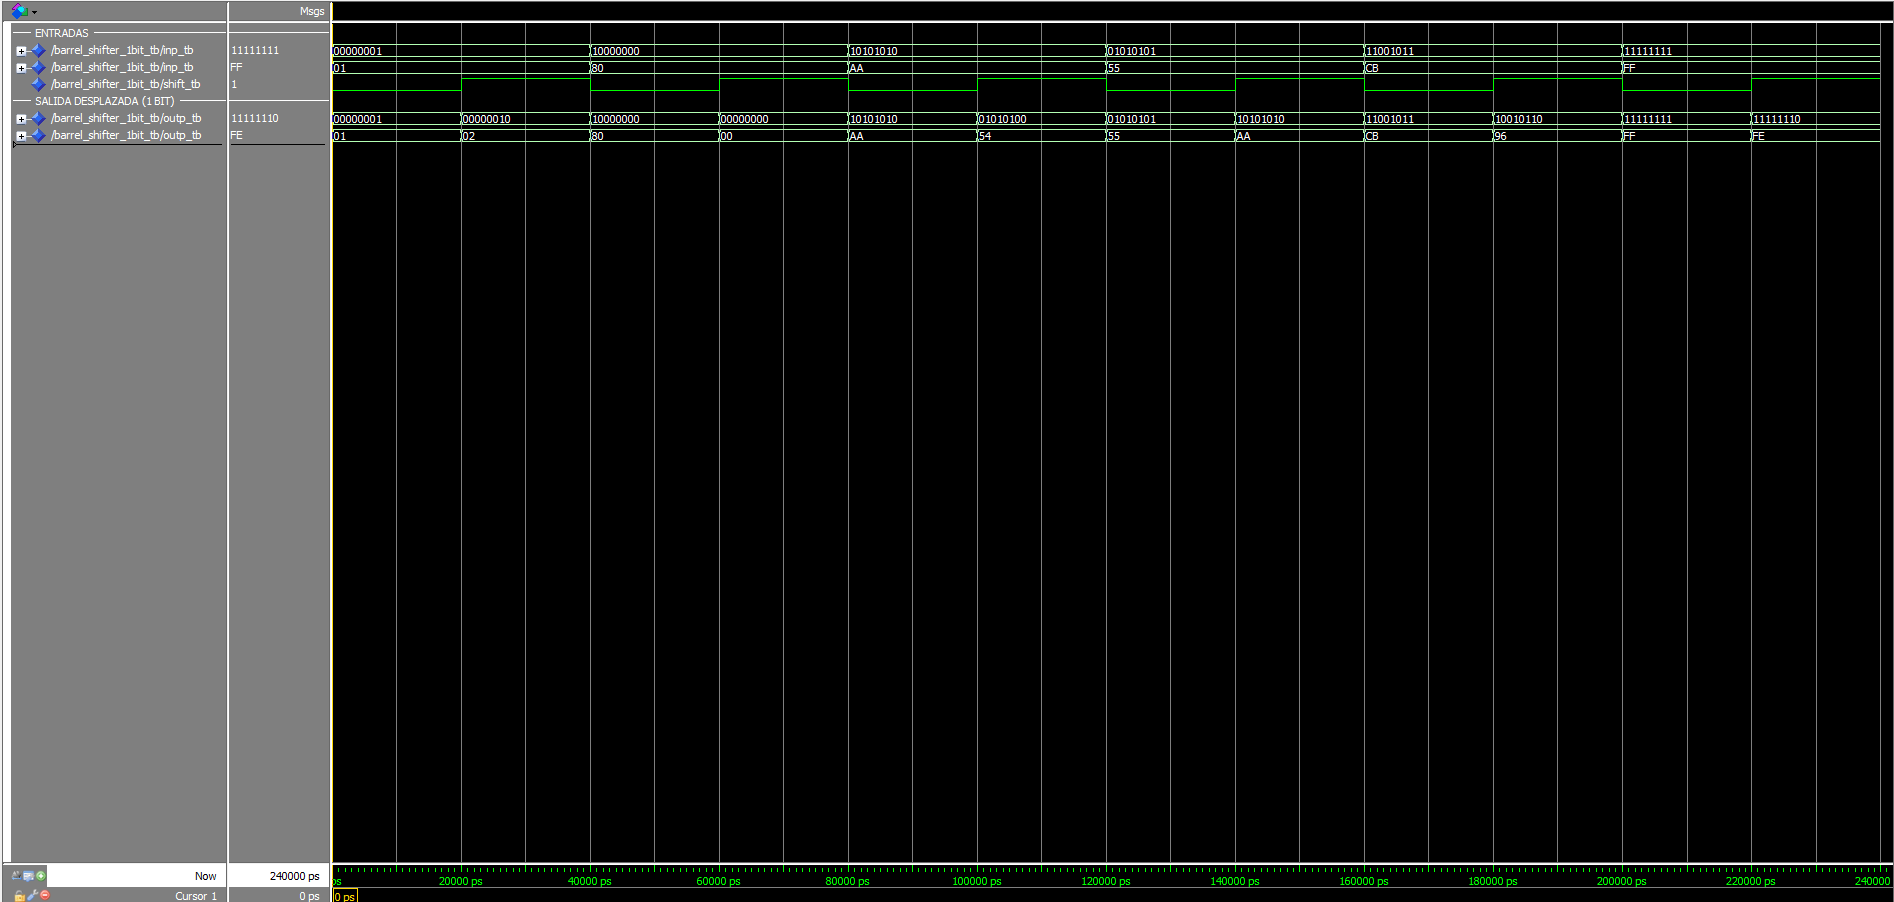 Msgs
ENTRADAS
/barrel_shifter_1bit_tb/inp_tb 11111111 00000001 10000000 10101010 01010101 11001011 11111111
/barrel_shifter_1bit_tb/inp_tb FF 01 80 AA 55 CB FF
/barrel_shifter_1bit_tb/shift_tb 1
SALIDA DESPLAZADA (1 BIT)
/barrel_shifter_1bit_tb/outp_tb 11111110 00000001 00000010 10000000 00000000 10101010 01010100 01010101 10101010 11001011 10010110 11111111 11111110
/barrel_shifter_1bit_tb/outp_tb FE 01 02 80 00 AA 54 55 AA CB 96 FF FE
Now 240000 ps ps 20000 ps 40000 ps 60000 ps 80000 ps 100000 ps 120000 ps 140000 ps 160000 ps 180000 ps 200000 ps 220000 ps 240000
Cursor 1 0 ps 0 ps